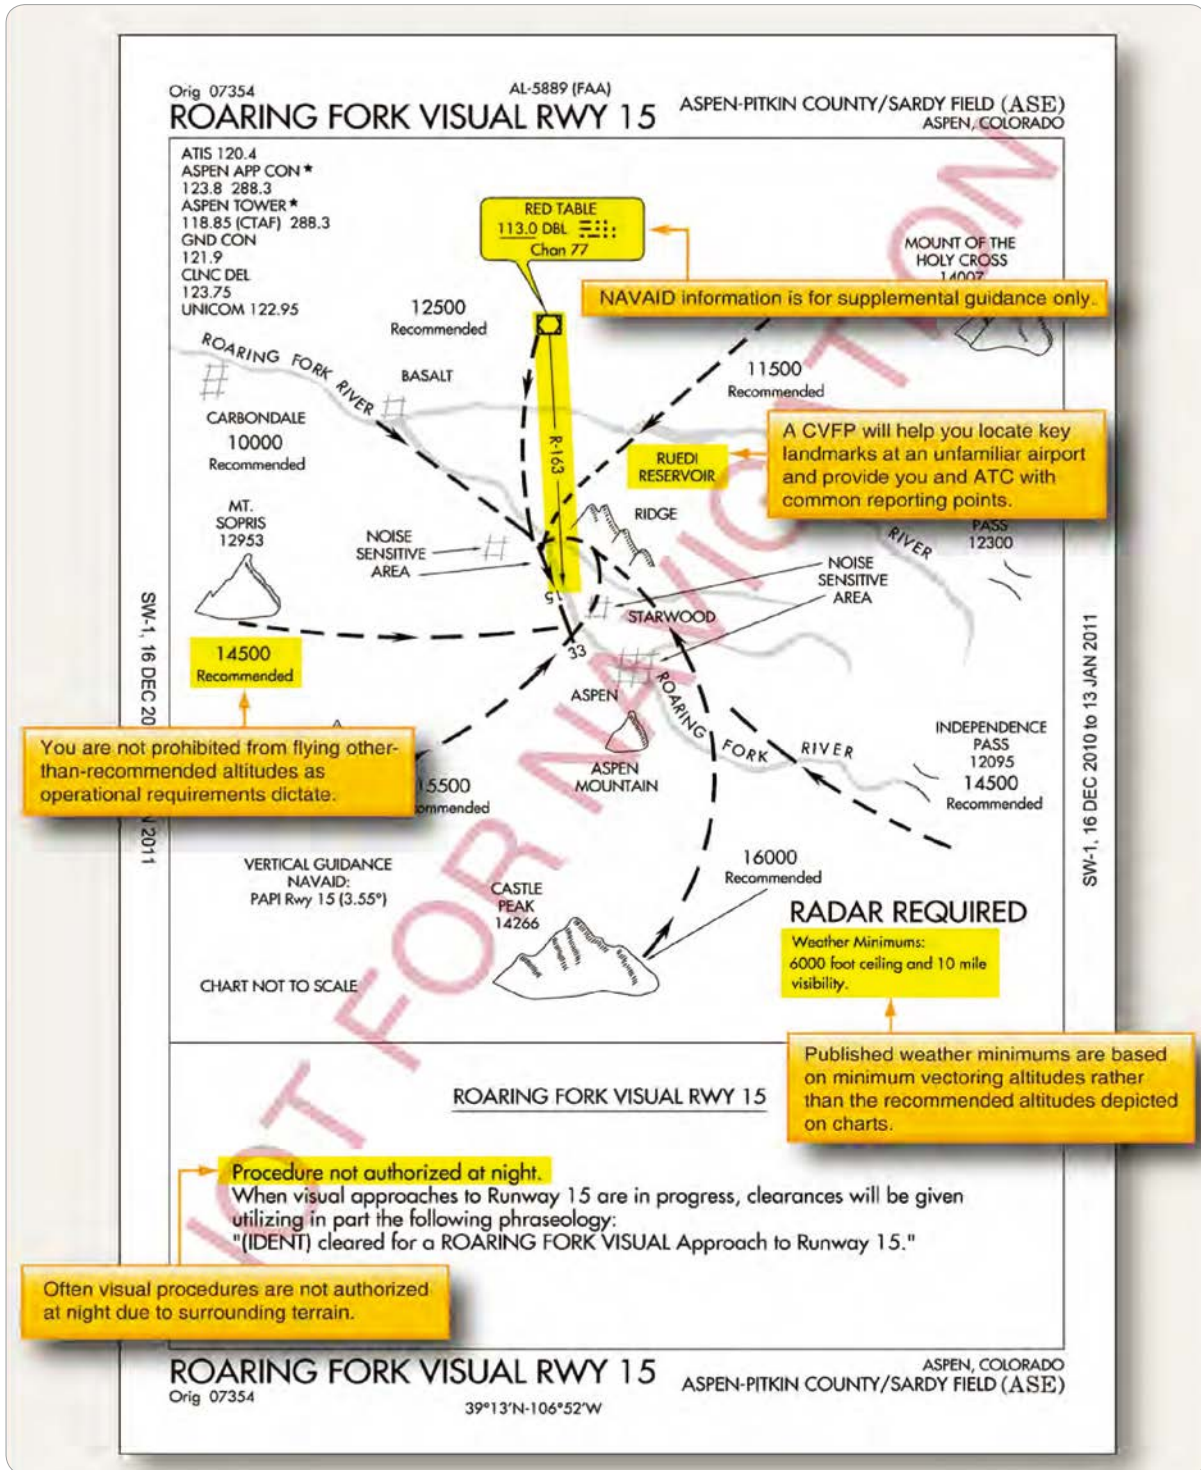 Orig 07354
AL-5889 (FAA)
ROARING FORK VISUAL RWY 15
ASPEN-PITKIN COUNTY/SARDY FIELD (ASE)
ASPEN, COLORADO
ATIS 120.4
ASPEN APP CON★
123.8 288.3
ASPEN TOWER★
118.85 (CTAF) 288.3
GND CON
121.9
CLNC DEL
123.75
UNICOM 122.95
RED TABLE
113.0 DBL
Chan 77
MOUNT OF THE
HOLY CROSS
14007
NAVAID information is for supplemental guidance only.
12500
Recommended
ROARING FORK RIVER
BASALT
11500
Recommended
CARBONDALE
10000
Recommended
R-163
RUEDI
RESERVOIR
A CVFP will help you locate key
landmarks at an unfamiliar airport
and provide you and ATC with
common reporting points.
MT.
SOPRIS
12953
NOISE
SENSITIVE
AREA
RIDGE
RIVER
PASS
12300
NOISE
SENSITIVE
AREA
STARWOOD
33
14500
Recommended
ASPEN
ROARING FORK RIVER
You are not prohibited from flying other-
than-recommended altitudes as
operational requirements dictate.
15500
ommended
ASPEN
MOUNTAIN
INDEPENDENCE
PASS
12095
14500
Recommended
SW-1, 16 DEC 20
N 2011
SW-1, 16 DEC 2010 to 13 JAN 2011
VERTICAL GUIDANCE
NAVAID:
PAPI Rwy 15 (3.55°)
CASTLE
PEAK
14266
16000
Recommended
RADAR REQUIRED
Weather Minimums:
6000 foot ceiling and 10 mile
visibility.
CHART NOT TO SCALE
Published weather minimums are based
on minimum vectoring altitudes rather
than the recommended altitudes depicted
on charts.
ROARING FORK VISUAL RWY 15
Procedure not authorized at night.
When visual approaches to Runway 15 are in progress, clearances will be given
utilizing in part the following phraseology:
"(IDENT) cleared for a ROARING FORK VISUAL Approach to Runway 15."
Often visual procedures are not authorized
at night due to surrounding terrain.
ROARING FORK VISUAL RWY 15
Orig 07354
39°13'N-106°52'W
ASPEN, COLORADO
ASPEN-PITKIN COUNTY/SARDY FIELD (ASE)
NOT FOR NAVIGITION